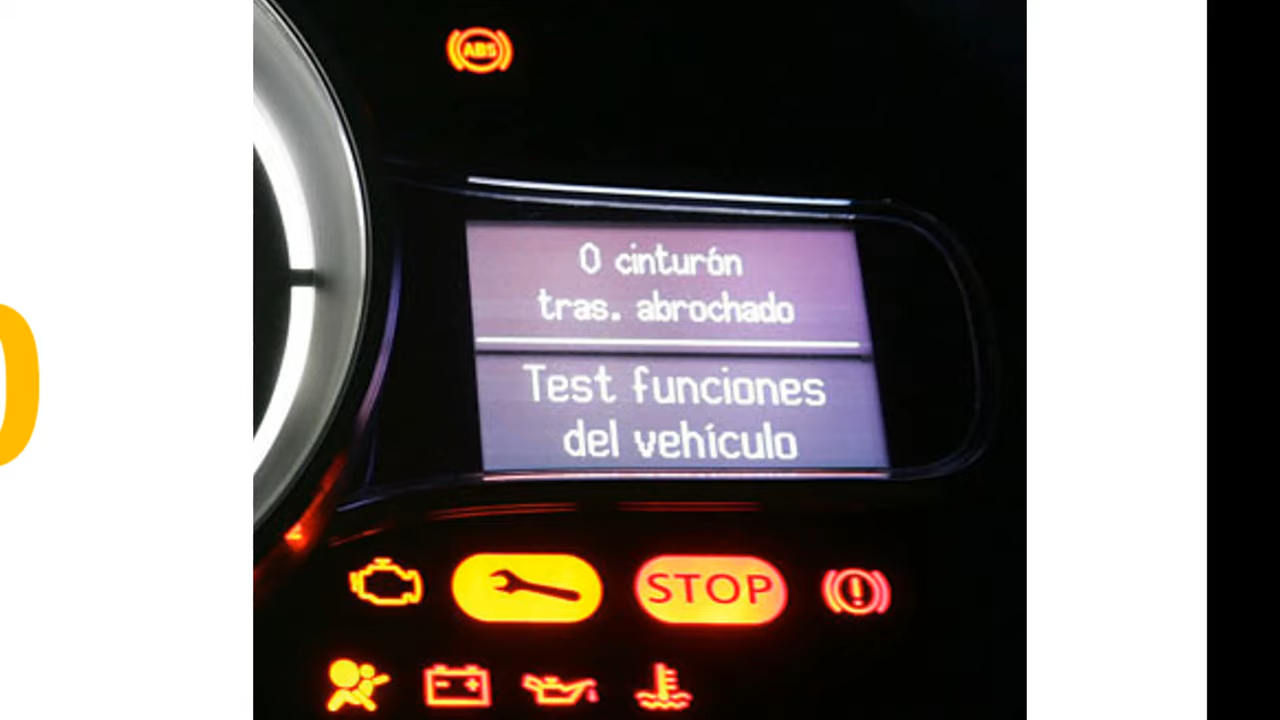 ABS
0 cinturón
tras. abrochado
Test funciones
del vehículo
STOP